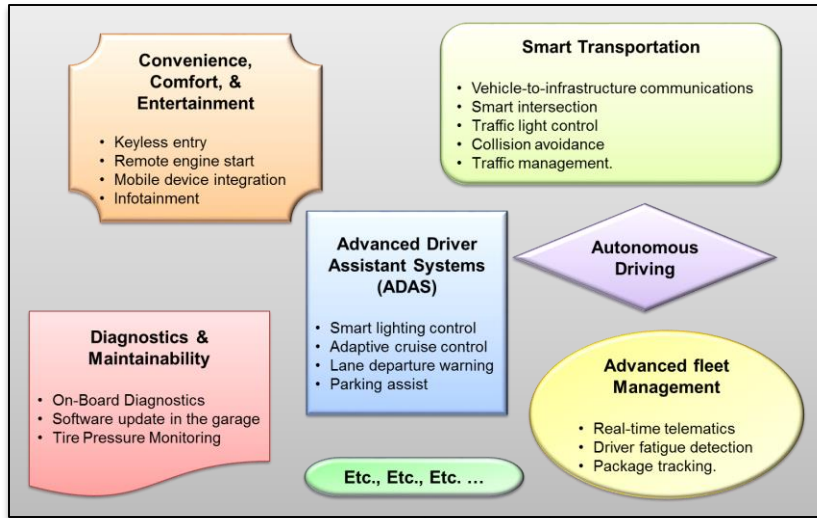 Convenience,
Comfort, &
Entertainment
• Keyless entry
• Remote engine start
• Mobile device integration
• Infotainment
Smart Transportation
• Vehicle-to-infrastructure communications
• Smart intersection
• Traffic light control
• Collision avoidance
• Traffic management.
Advanced Driver
Assistant Systems
(ADAS)
• Smart lighting control
• Adaptive cruise control
• Lane departure warning
• Parking assist
Autonomous
Driving
Diagnostics &
Maintainability
• On-Board Diagnostics
• Software update in the garage
• Tire Pressure Monitoring
Advanced fleet
Management
• Real-time telematics
• Driver fatigue detection
• Package tracking.
Etc., Etc., Etc. ...